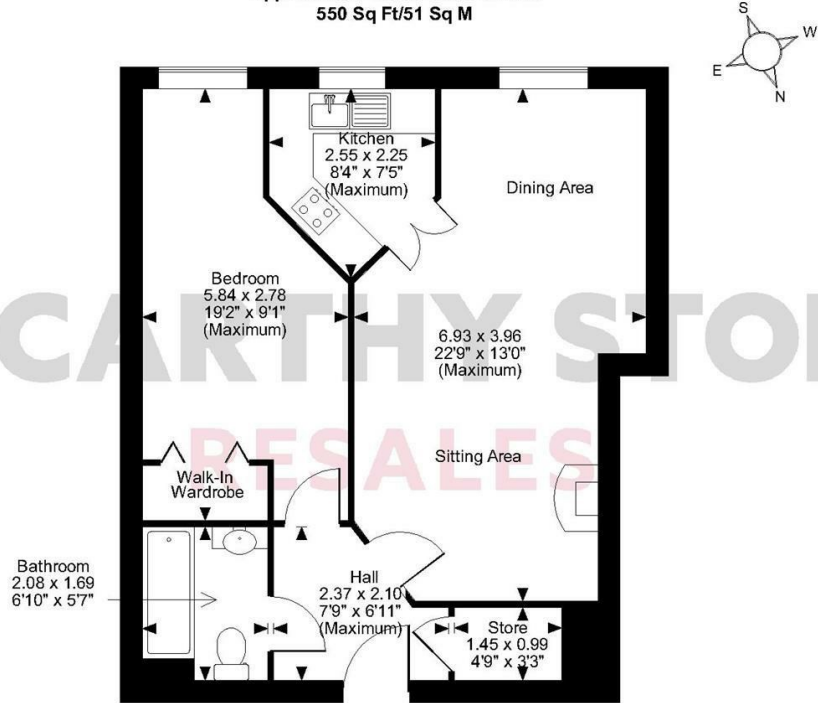 550 Sq Ft/51 Sq M
S
W
E
N
Kitchen
2.55 x 2.25
8'4" x 7'5"
(Maximum)
Dining Area
Bedroom
5.84 x 2.78
19'2" x 9'1"
(Maximum)
6.93 x 3.96
22'9" x 13'0"
(Maximum)
CARTHY STO
RESALES
Sitting Area
Walk-In
Wardrobe
Bathroom
2.08 x 1.69
6'10" x 5'7"
Hall
2.37 x 2.10
7'9" x 6'11"
(Maximum)
Store
1.45 x 0.99
4'9" x 3'3"